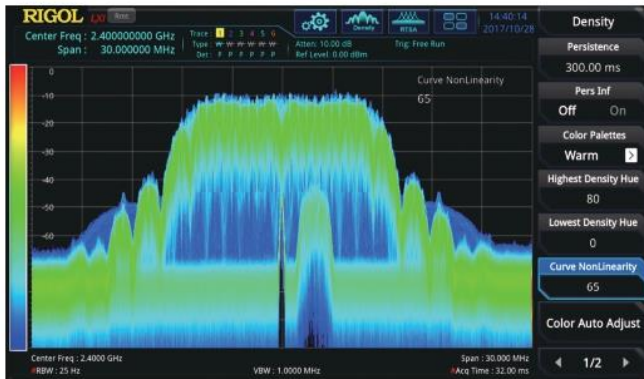 RIGOL LXI Rmt
14:40:14
2017/10/28
Center Freq : 2.400000000 GHz
Span : 30.000000 MHz
Trace : 1 2 3 4 5 6
Type : W W W W W W
Det : P P P P P P
Density
RTSA
Atten: 10.00 dB
Ref Level: 0.00 dBm
Trig: Free Run
Curve NonLinearity
65
0
-10
-20
-30
-40
-50
-60
Center Freq : 2.4000 GHz
#RBW : 25 Hz
VBW : 1.0000 MHz
Span : 30.000 MHz
#Acq Time : 32.00 ms
Density
Persistence
300.00 ms
Pers Inf
Off On
Color Palettes
Warm
Highest Density Hue
80
Lowest Density Hue
0
Curve NonLinearity
65
Color Auto Adjust
1/2